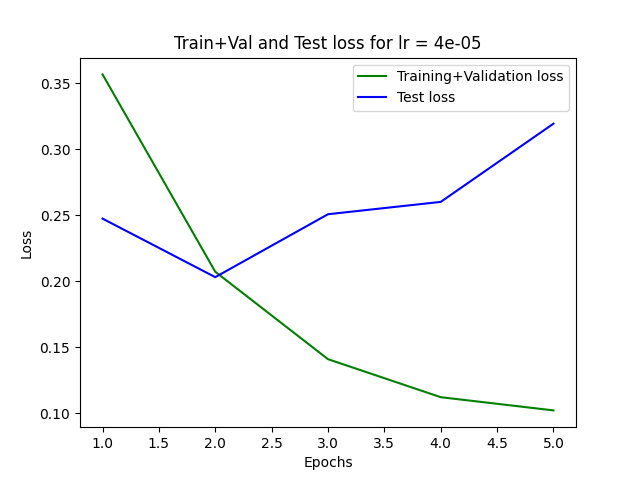 Train+Val and Test loss for lr = 4e-05
Training+Validation loss
Test loss
Loss
0.35
0.30
0.25
0.20
0.15
0.10
1.0 1.5 2.0 2.5 3.0 3.5 4.0 4.5 5.0
Epochs